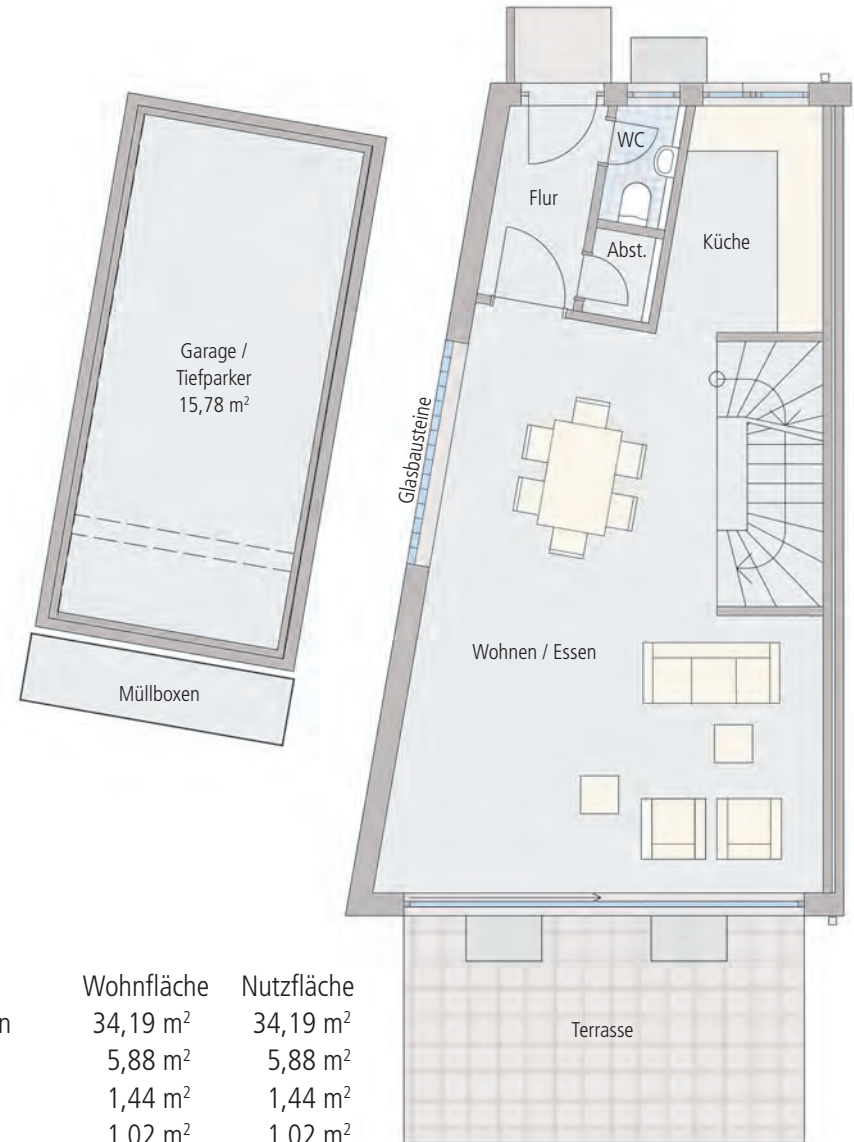 WC
Flur
Abst.
Küche
Garage /
Tiefparker
15,78 m²
Glasbausteine
Wohnen / Essen
Müllboxen
Wohnfläche Nutzfläche
n 34,19 m² 34,19 m²
5,88 m² 5,88 m²
1,44 m² 1,44 m²
1,02 m² 1,02 m²
Terrasse